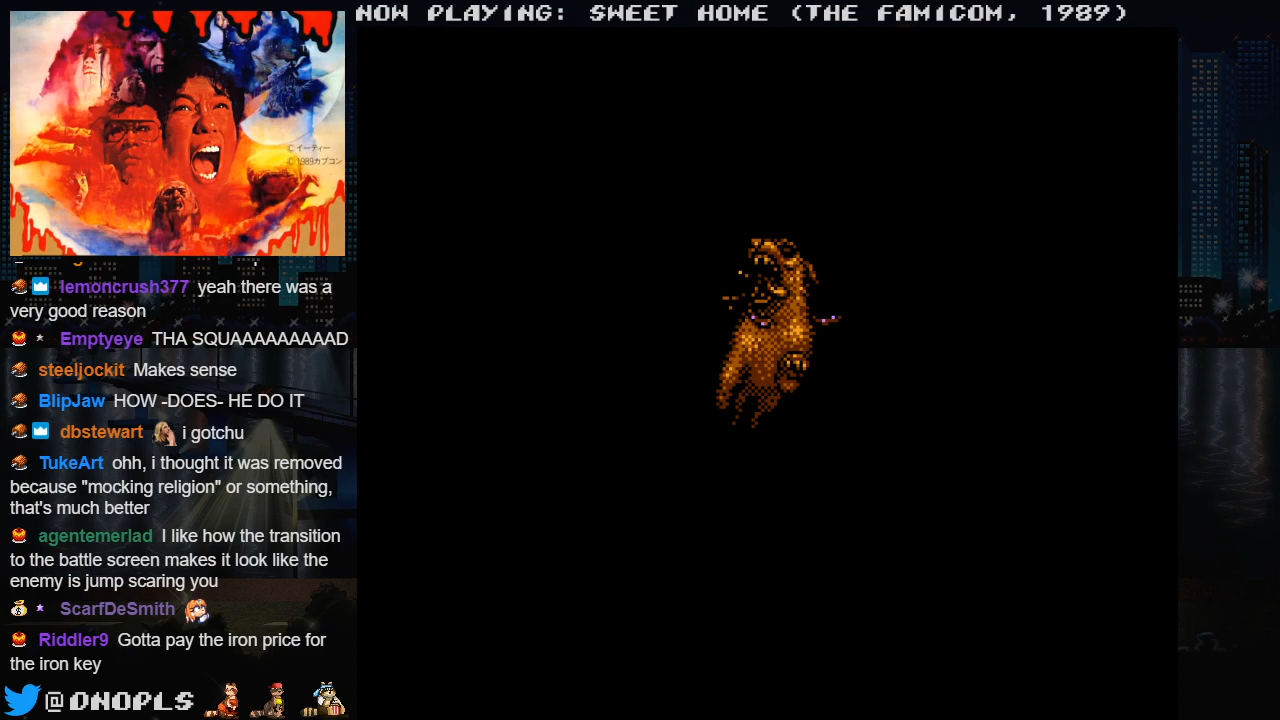 NOW PLAYING: SWEET HOME (THE FAMICOM, 1989)
© イーティー
© 1989カプコン
lemoncrush377 yeah there was a
very good reason
Emptyeye THA SQUAAAAAAAAAD
steeljockit Makes sense
BlipJaw HOW -DOES- HE DO IT
dbstewart i gotchu
TukeArt ohh, i thought it was removed
because "mocking religion" or something,
that's much better
agentemerlad I like how the transition
to the battle screen makes it look like the
enemy is jump scaring you
ScarfDeSmith
Riddler9 Gotta pay the iron price for
the iron key
@DNOPLS